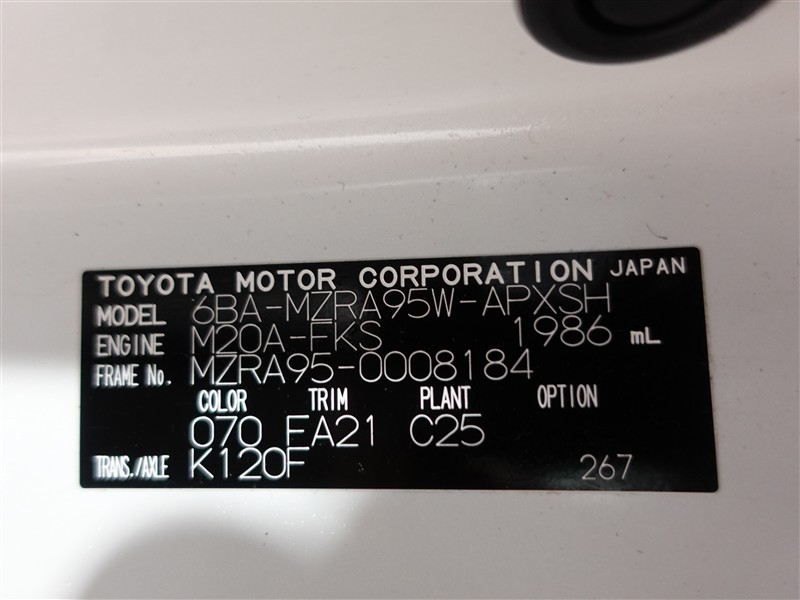 TOYOTA MOTOR CORPORATION JAPAN
MODEL 6BA-MZRA95W-APXSH
ENGINE M20A-FKS 1986 mL
FRAME No. MZRA95-0008184
COLOR TRIM PLANT OPTION
070 FA21 C25
TRANS./AXLE K120F 267